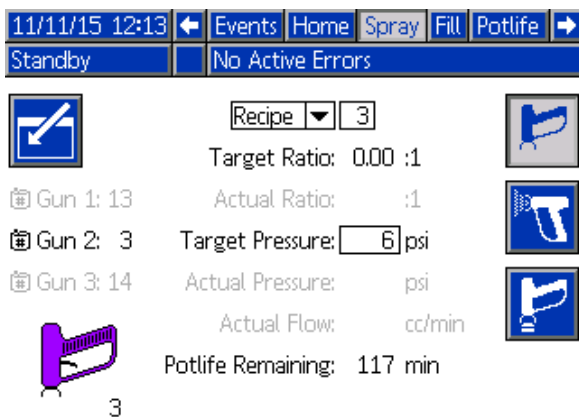 11/11/15 12:13 Events Home Spray Fill Potlife
Standby No Active Errors
Recipe 3
Target Ratio: 0.00 :1
Gun 1: 13 Actual Ratio: :1
Gun 2: 3 Target Pressure: 6 psi
Gun 3: 14 Actual Pressure: psi
Actual Flow: cc/min
Potlife Remaining: 117 min
3